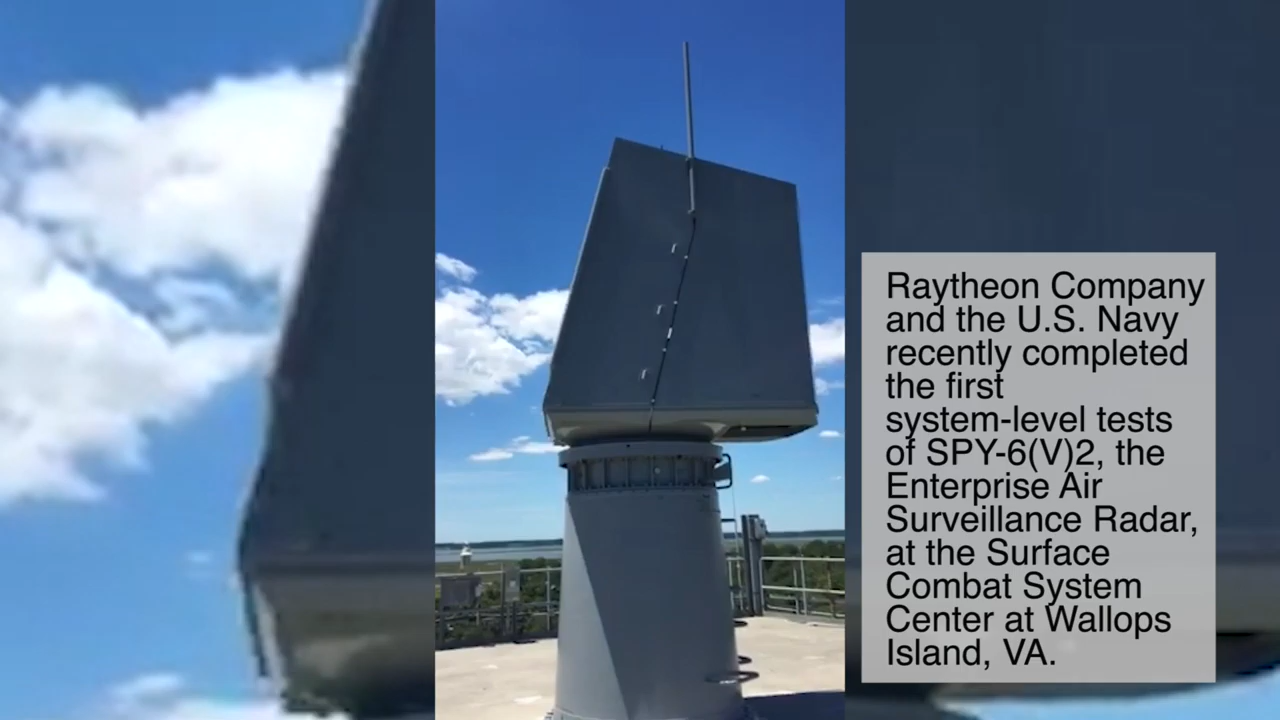 Raytheon Company
and the U.S. Navy
recently completed
the first
system-level tests
of SPY-6(V)2, the
Enterprise Air
Surveillance Radar,
at the Surface
Combat System
Center at Wallops
Island, VA.